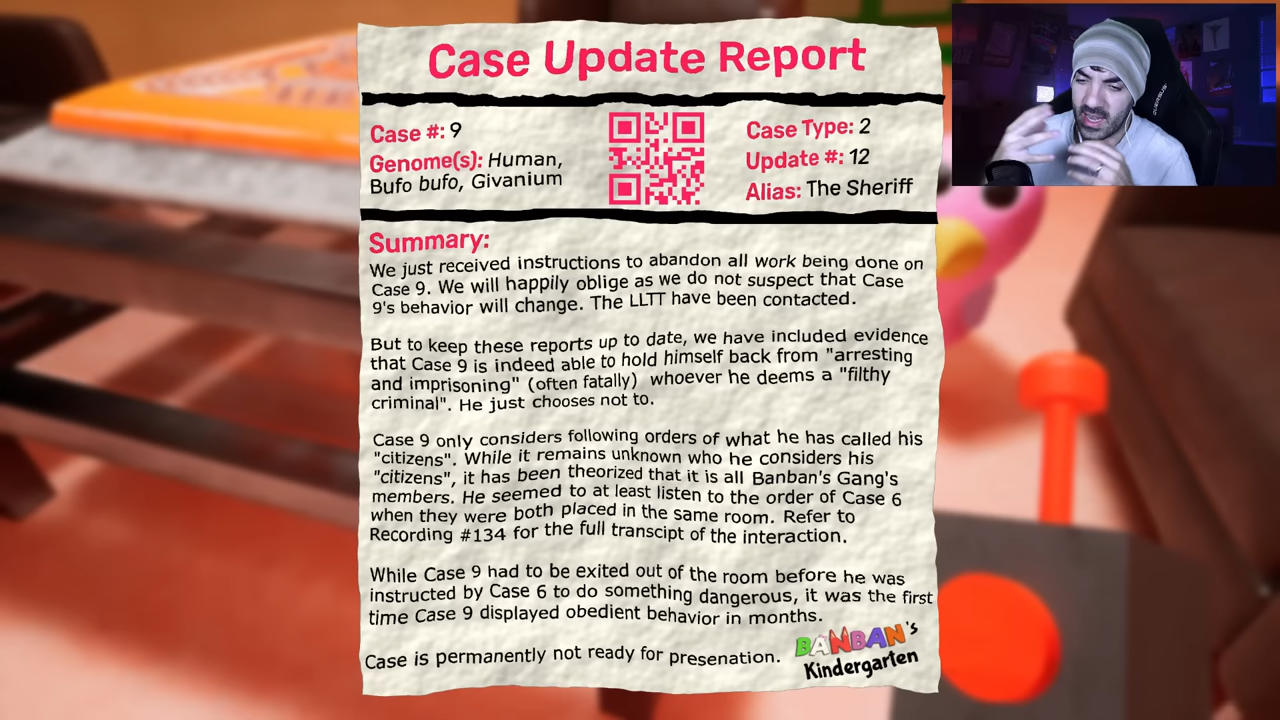 Case Update Report
Case #: 9
Genome(s): Human,
Bufo bufo, Givanium
Case Type: 2
Update #: 12
Alias: The Sheriff
Summary:
We just received instructions to abandon all work being done on
Case 9. We will happily oblige as we do not suspect that Case
9's behavior will change. The LLTT have been contacted.
But to keep these reports up to date, we have included evidence
that Case 9 is indeed able to hold himself back from "arresting
and imprisoning" (often fatally) whoever he deems a "filthy
criminal". He just chooses not to.
Case 9 only considers following orders of what he has called his
"citizens". While it remains unknown who he considers his
"citizens", it has been theorized that it is all Banban's Gang's
members. He seemed to at least listen to the order of Case 6
when they were both placed in the same room. Refer to
Recording #134 for the full transcipt of the interaction.
While Case 9 had to be exited out of the room before he was
instructed by Case 6 to do something dangerous, it was the first
time Case 9 displayed obedient behavior in months.
Case is permanently not ready for presenation.
BANBAN's
Kindergarten